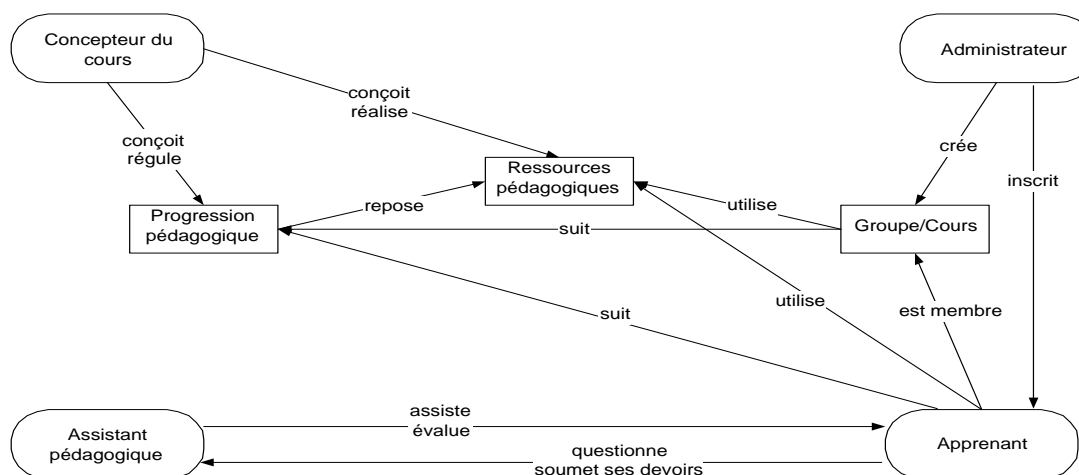 Concepteur du
cours
Administrateur
conçoit
réalise
conçoit
régule
crée
inscrit
Ressources
pédagogiques
repose
utilise
Progression
pédagogique
suit
Groupe/Cours
utilise
est membre
suit
assiste
évalue
Assistant
pédagogique
Apprenant
questionne
soumet ses devoirs